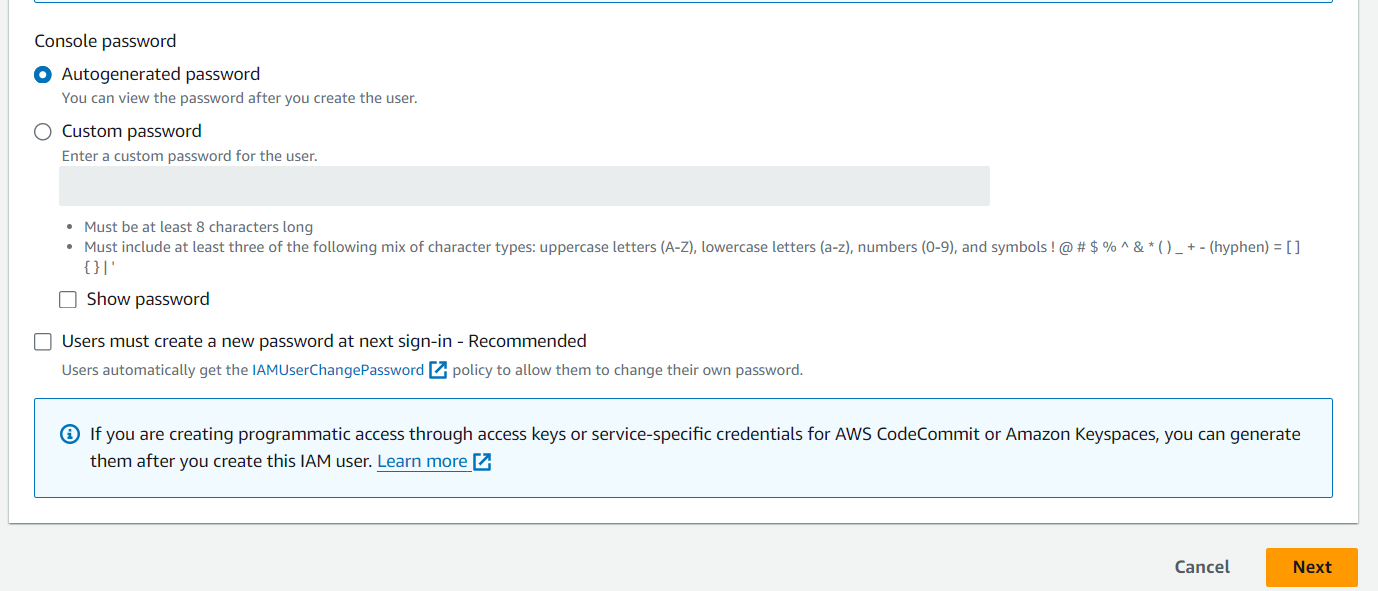 Console password
Autogenerated password
You can view the password after you create the user.
Custom password
Enter a custom password for the user.
• Must be at least 8 characters long
• Must include at least three of the following mix of character types: uppercase letters (A-Z), lowercase letters (a-z), numbers (0-9), and symbols ! @ # $ % ^ & * ( ) _ + - (hyphen) = [ ]
{ } | '
Show password
Users must create a new password at next sign-in - Recommended
Users automatically get the IAMUserChangePassword policy to allow them to change their own password.
If you are creating programmatic access through access keys or service-specific credentials for AWS CodeCommit or Amazon Keyspaces, you can generate
them after you create this IAM user. Learn more
Cancel Next